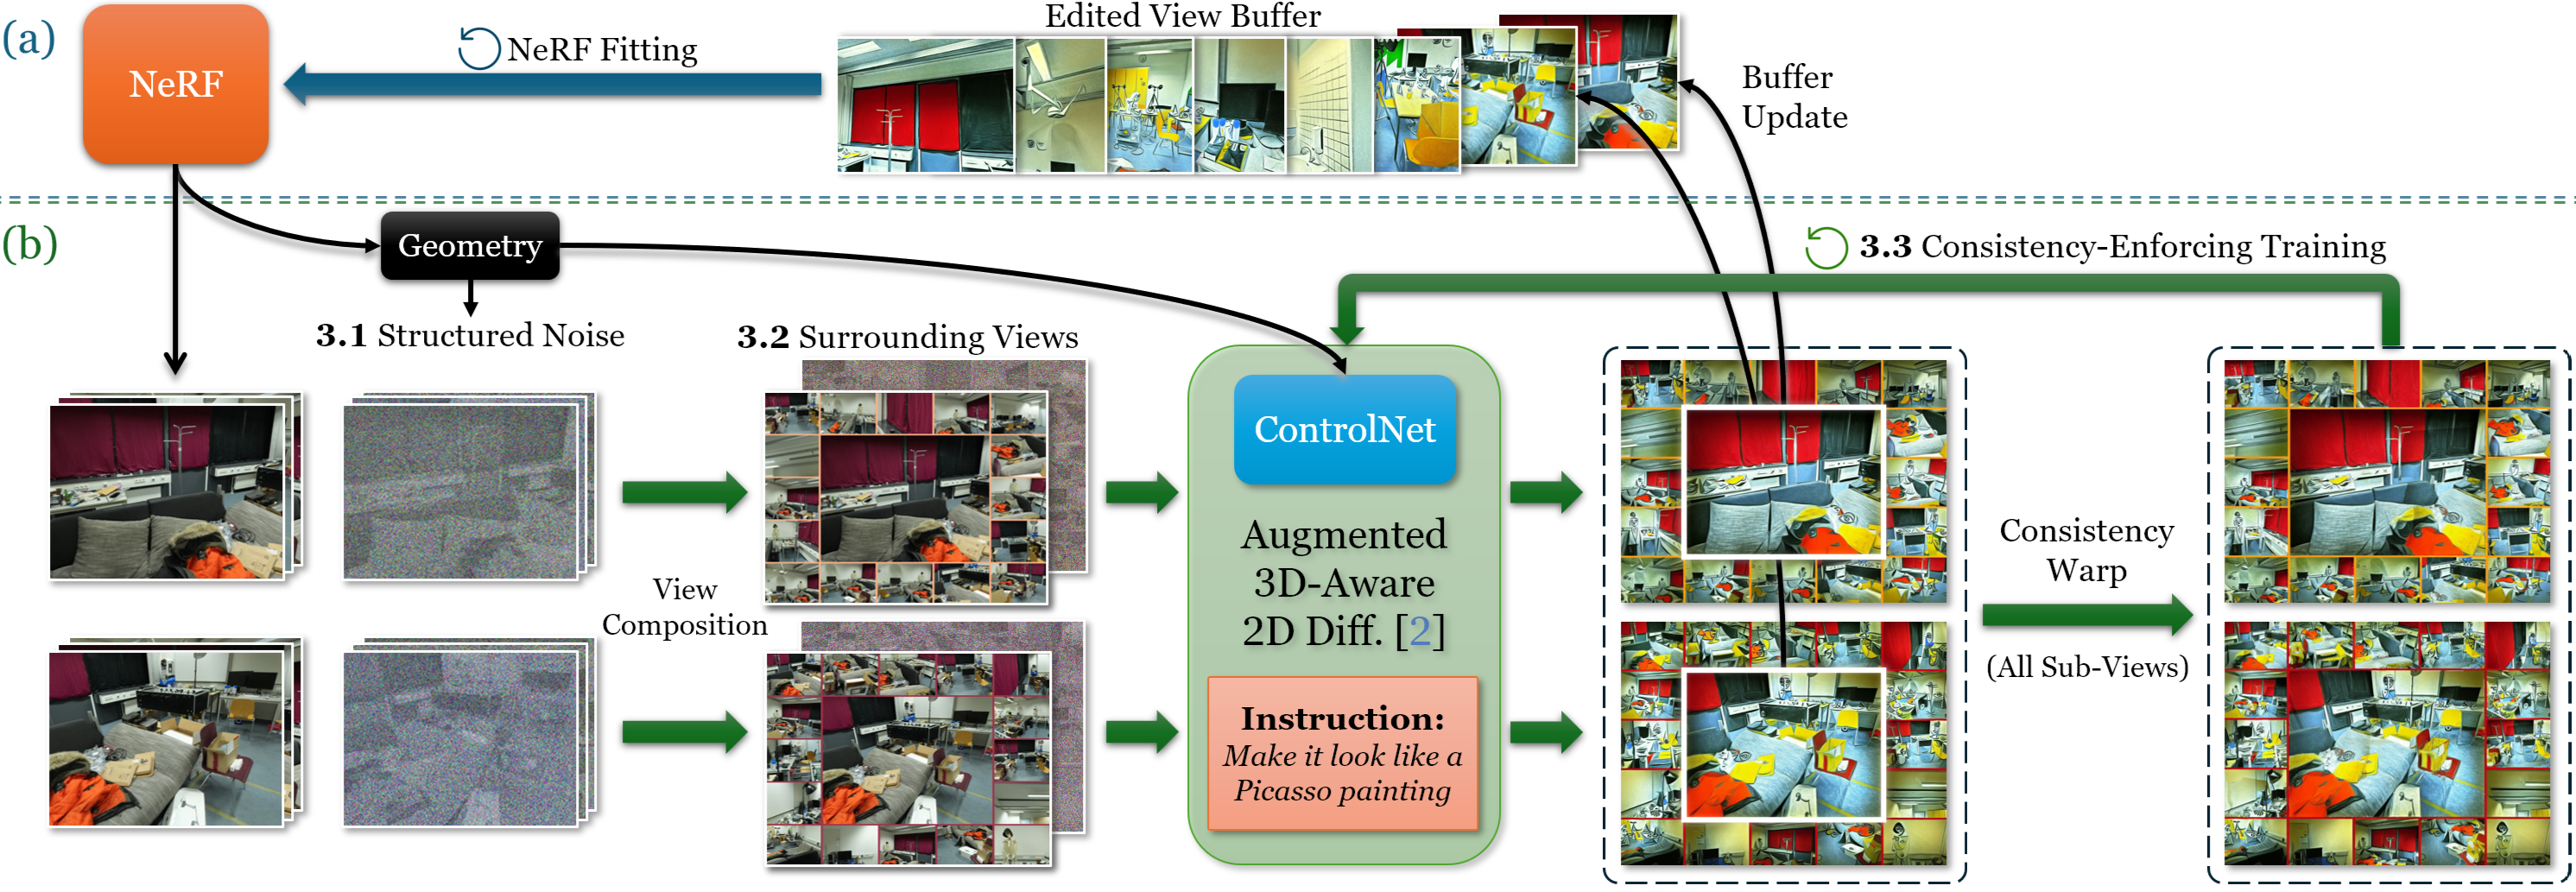 (a)
NeRF
NeRF Fitting
Edited View Buffer
Buffer
Update
(b)
Geometry
3.3 Consistency-Enforcing Training
3.1 Structured Noise
3.2 Surrounding Views
View
Composition
ControlNet
Augmented
3D-Aware
2D Diff. [2]
Instruction:
Make it look like a
Picasso painting
Consistency
Warp
(All Sub-Views)